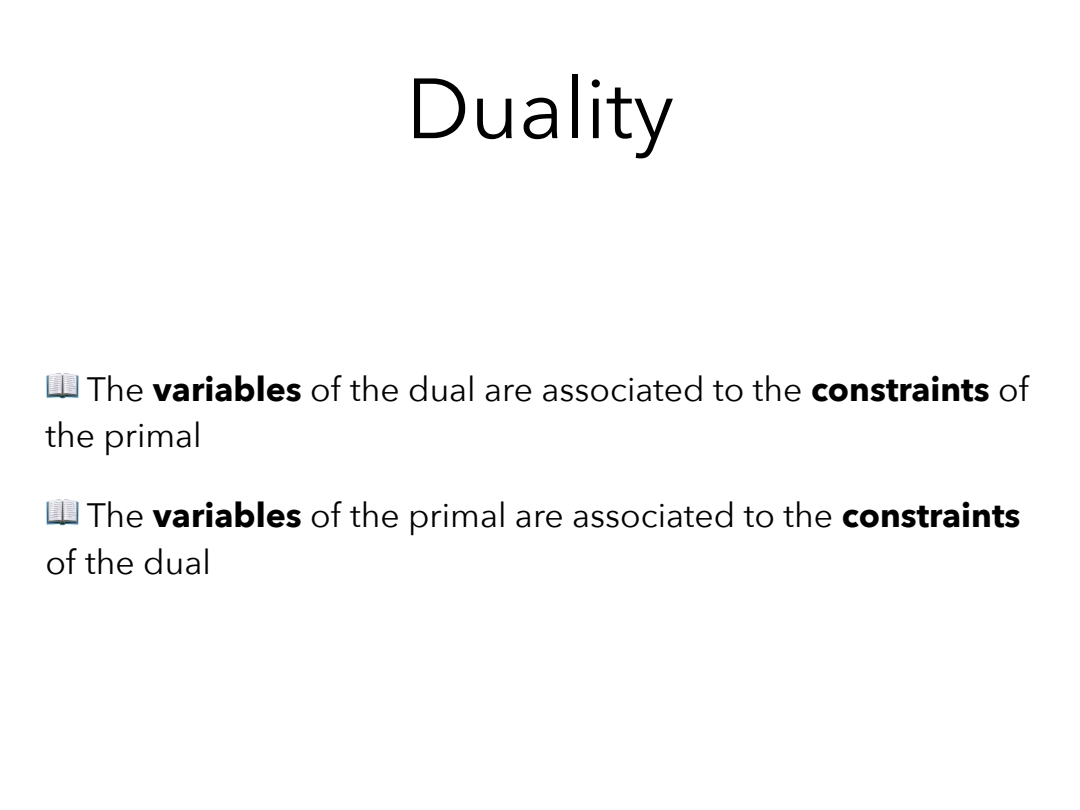 Duality
📖 The variables of the dual are associated to the constraints of
the primal
📖 The variables of the primal are associated to the constraints
of the dual